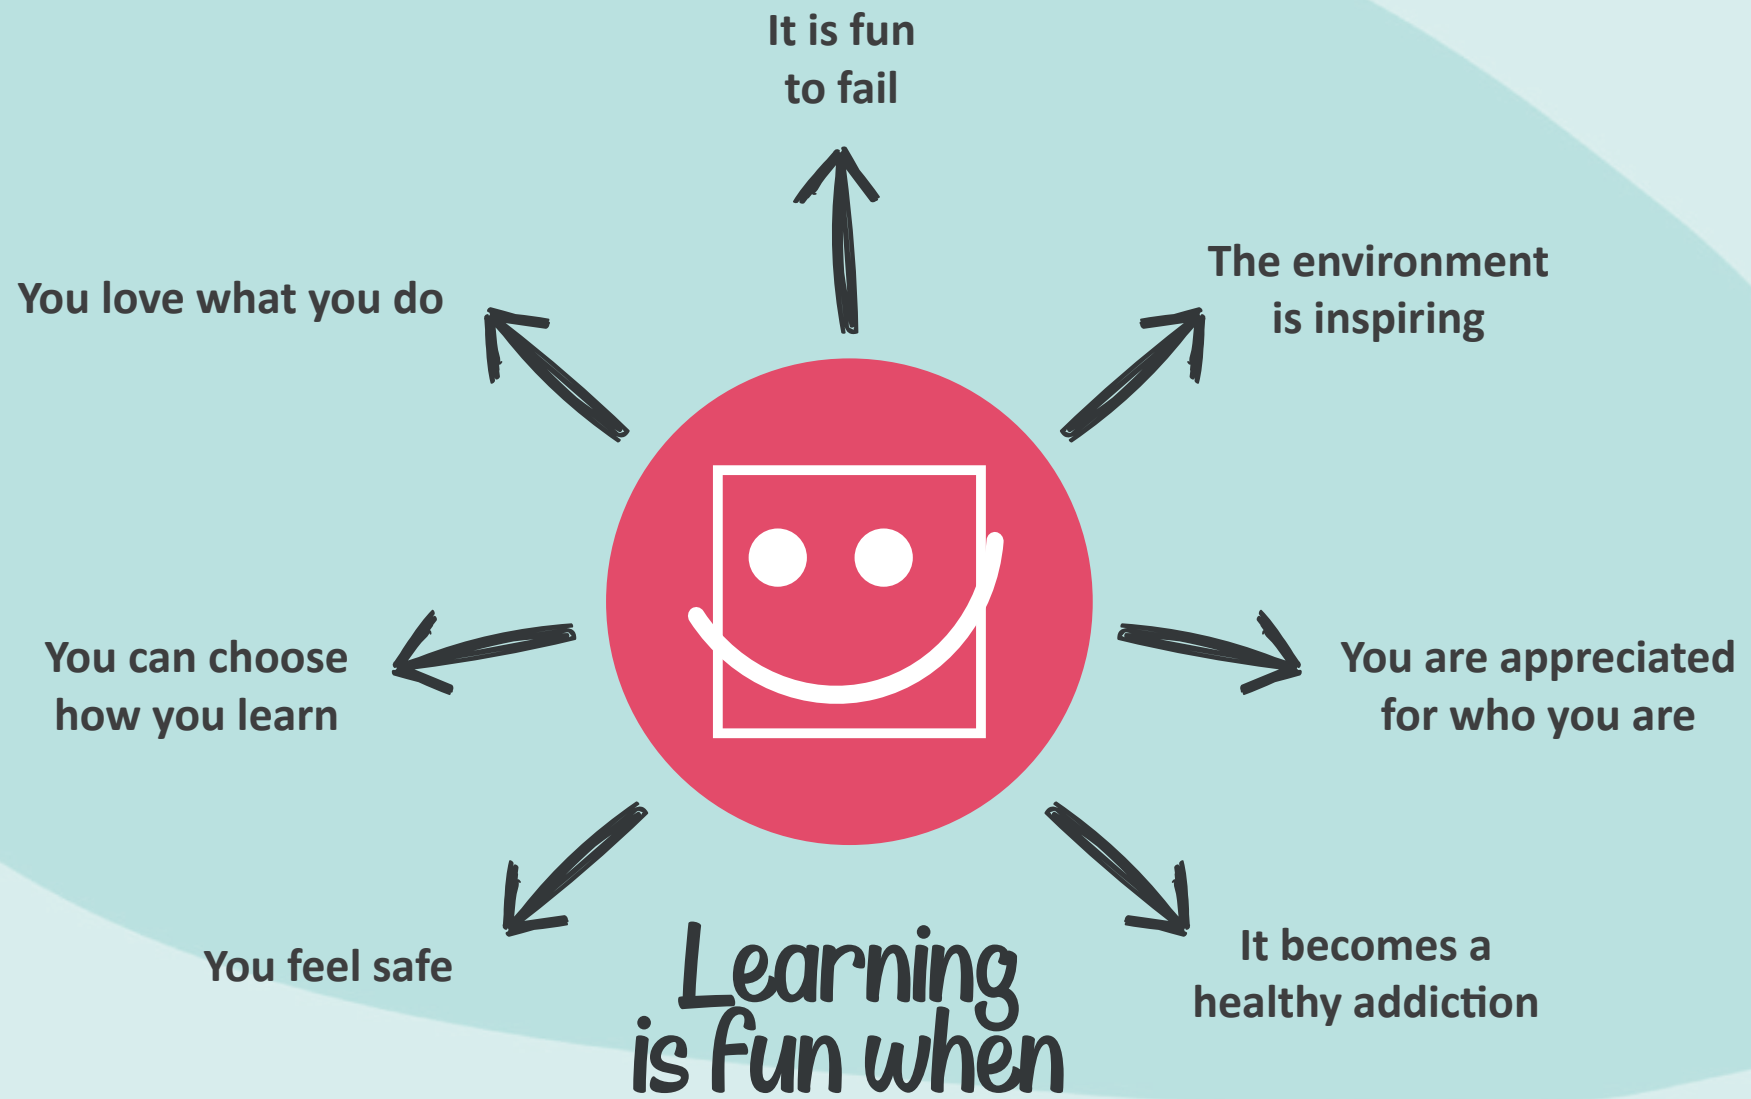 It is fun
to fail
You love what you do
The environment
is inspiring
You can choose
how you learn
You are appreciated
for who you are
You feel safe
It becomes a
healthy addiction
Learning
is fun when